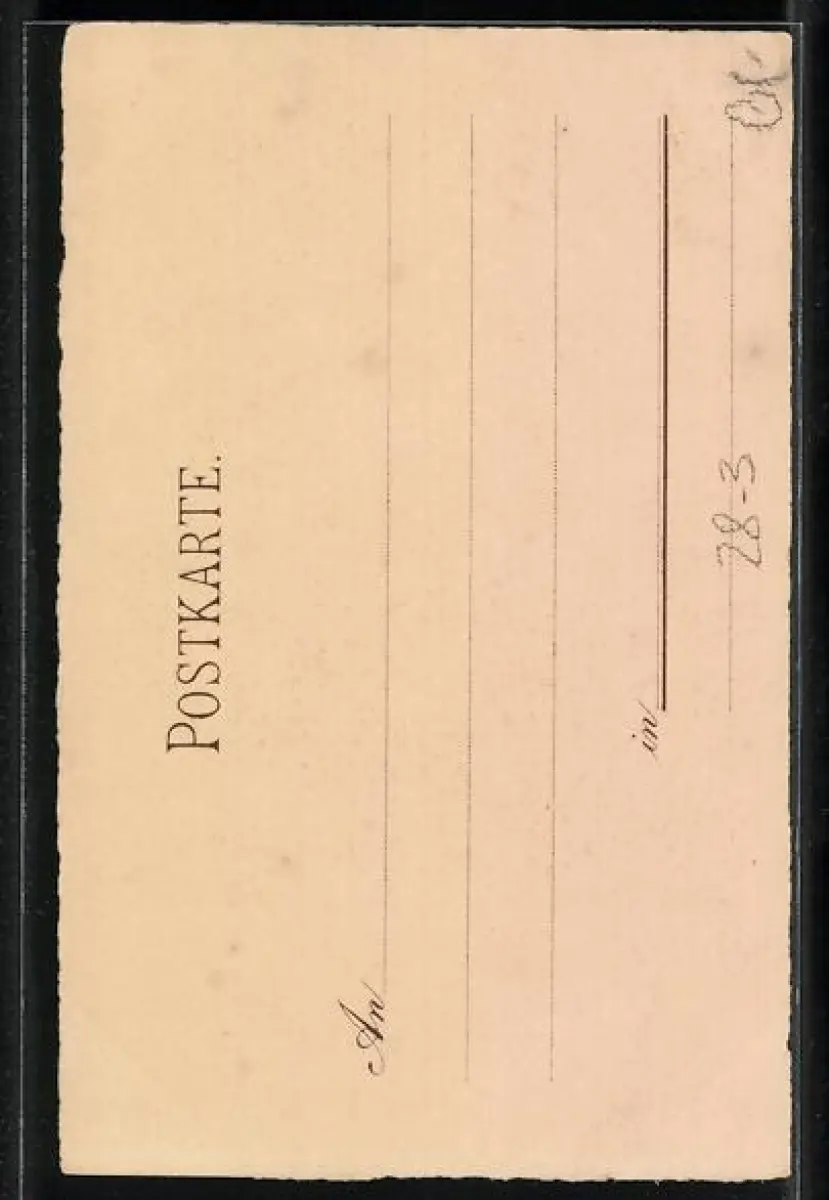 POSTKARTE.
An
in
28-3